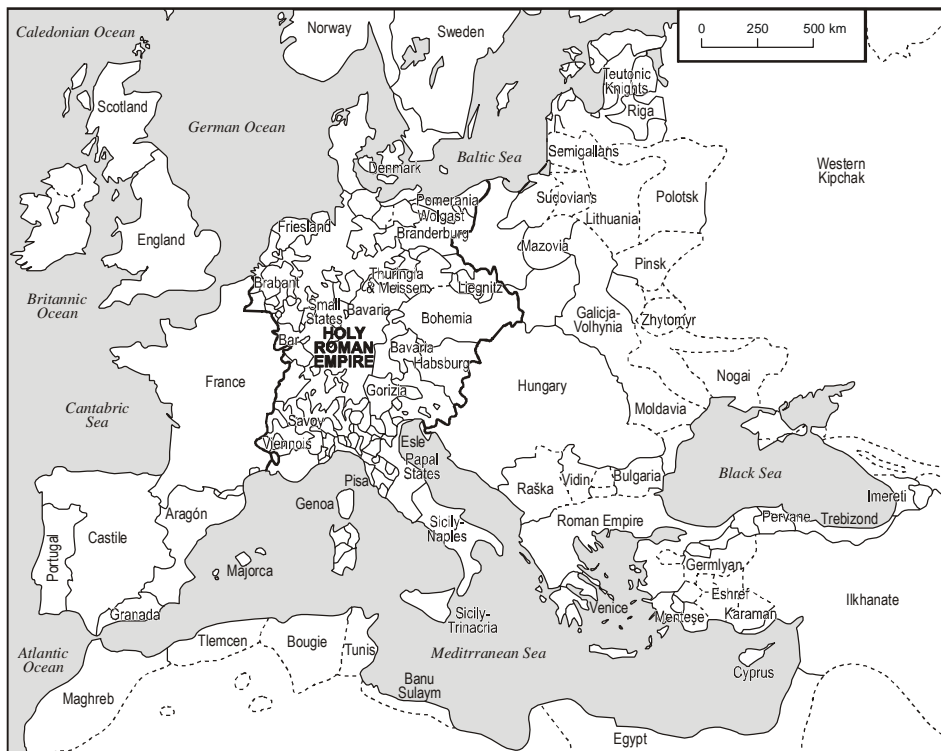 Caledonian Ocean
Norway
Sweden
0 250 500 km
Teutonic
Knights
Riga
Scotland
German Ocean
Baltic Sea
Denmark
Semigallans
Western
Kipchak
Sudovians
Polotsk
Lithuania
Pomerania
Wolgast
Branderburg
Friesland
England
Mazovia
Pinsk
Brabant
Thuringia
& Meissen
Liegnitz
Britannic
Ocean
Small
States
Bavaria
Bohemia
Galicja-
Volhynia
Zhytomyr
Bar
HOLY
ROMAN
EMPIRE
Bavaria
Habsburg
France
Gorizia
Hungary
Nogai
Cantabric
Sea
Savoy
Moldavia
Viennois
Esle
Papal
States
Black Sea
Pisa
Raška
Vidin
Bulgaria
Imereti
Genoa
Aragón
Sicily-
Naples
Roman Empire
Pervane
Trebizond
Portugal
Castile
Majorca
Germlyan
Eshref
Ilkhanate
Granada
Sicily-
Trinacria
Venice
Mentese
Karaman
Atlantic
Ocean
Tlemcen
Bougie
Tunis
Meditrranean Sea
Cyprus
Maghreb
Banu
Sulaym
Egypt